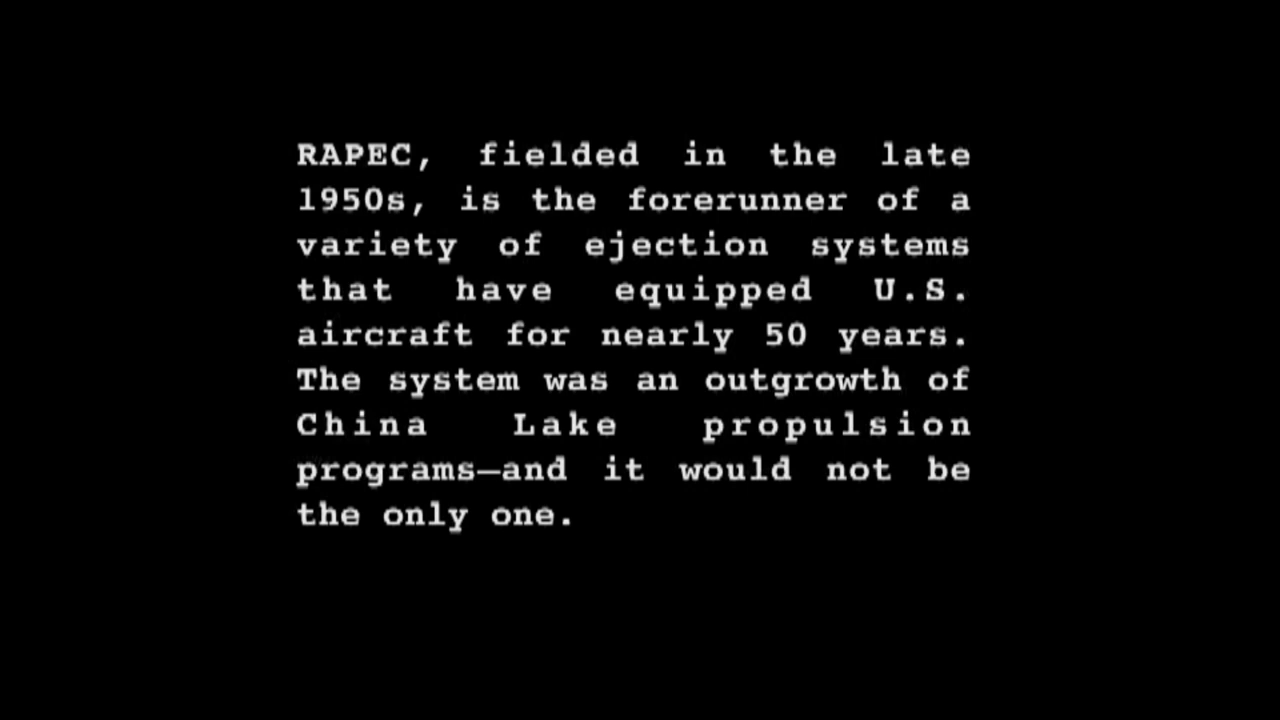 RAPEC, fielded in the late
1950s, is the forerunner of a
variety of ejection systems
that have equipped U.S.
aircraft for nearly 50 years.
The system was an outgrowth of
China Lake propulsion
programs—and it would not be
the only one.